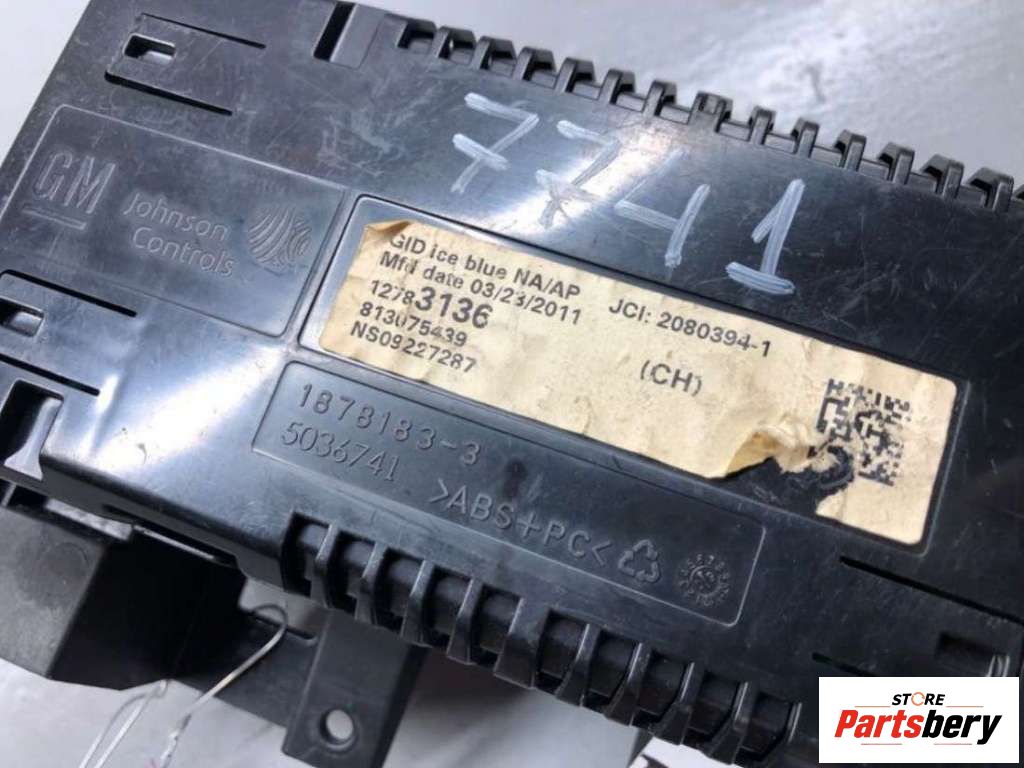 7741
GM
Johnson
Controls
GID ice blue NA/AP
Mfd date 03/23/2011
JCI: 2080394-1
12783136
813075439
NS09227287
(CH)
1878183-3
5036741
>ABS+PC<
STORE
Partsbery